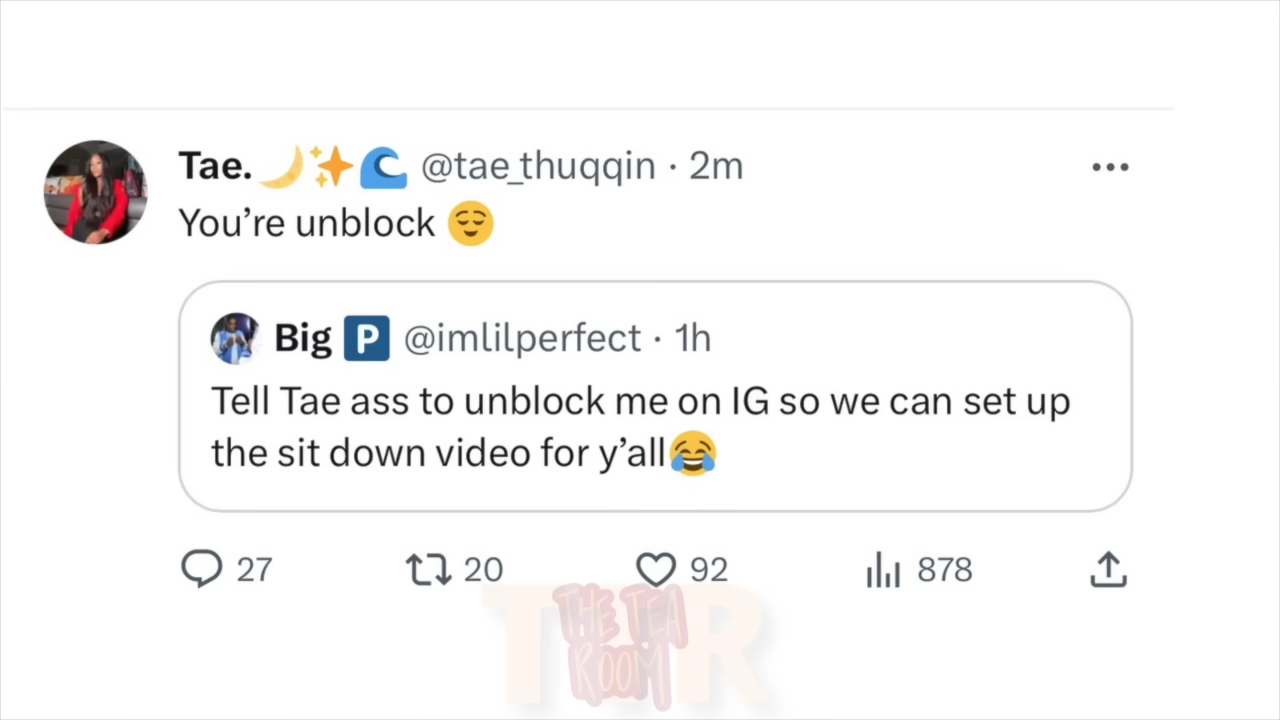 Tae. 🌙✨🌊 @tae_thuqqin · 2m
You're unblock 😌
Big 🅿️ @imlilperfect · 1h
Tell Tae ass to unblock me on IG so we can set up
the sit down video for y'all😂
27 20 92 878
T R
THE TEA
ROOM